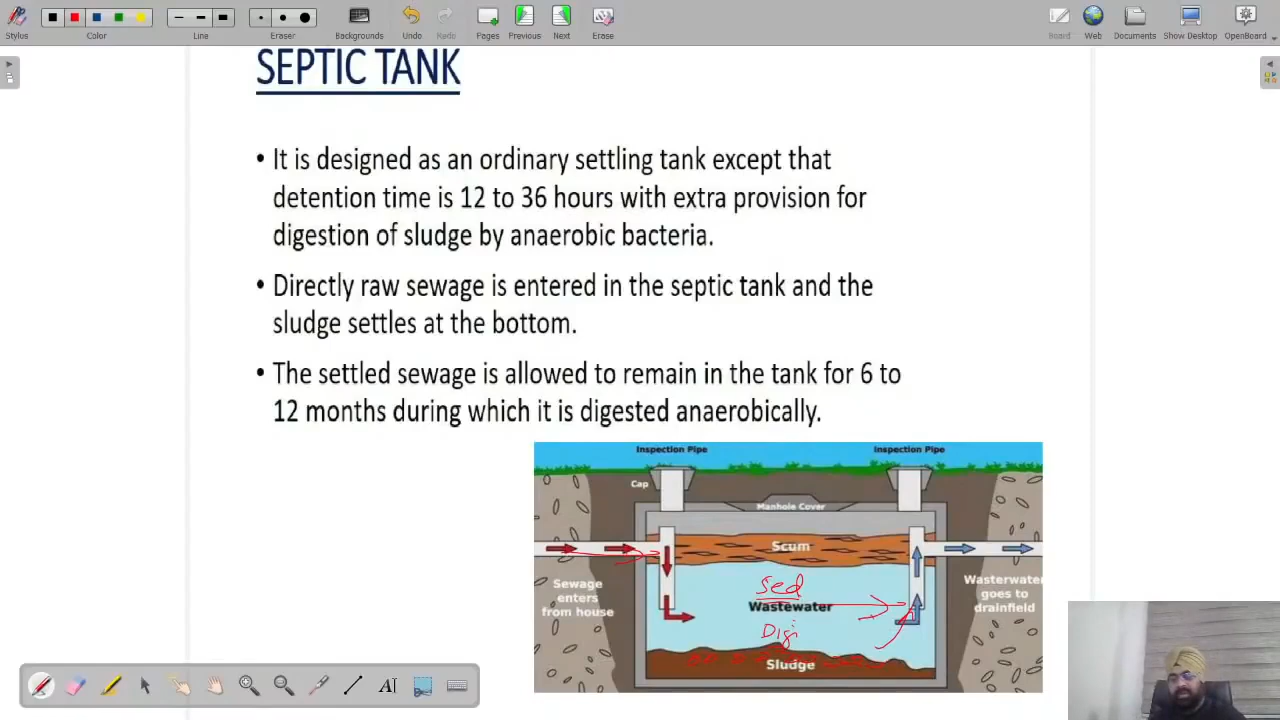 Stylus
Color
Line
Eraser
Backgrounds
Undo
Redo
Pages
Previous
Next
Erase
Board
Web
Documents
Show Desktop
OpenBoard
SEPTIC TANK
• It is designed as an ordinary settling tank except that
detention time is 12 to 36 hours with extra provision for
digestion of sludge by anaerobic bacteria.
• Directly raw sewage is entered in the septic tank and the
sludge settles at the bottom.
• The settled sewage is allowed to remain in the tank for 6 to
12 months during which it is digested anaerobically.
Inspection Pipe
Inspection Pipe
Cap
Manhole Cover
Scum
Sewage
enters
from house
sed
Wastewater
Digi
Sludge
Wasterwater
goes to
drainfield